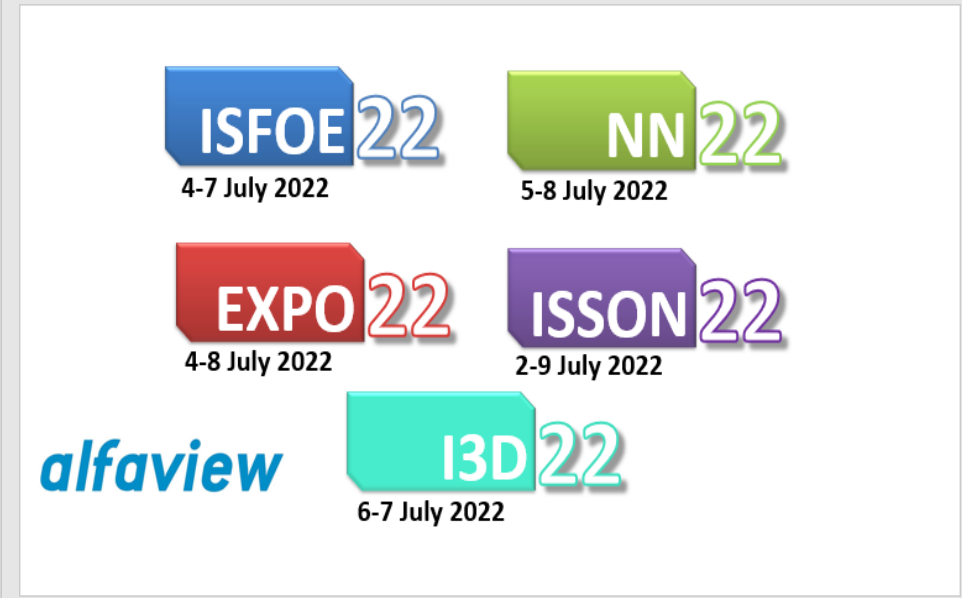 ISFOE22
NN22
4-7 July 2022
5-8 July 2022
EXPO22
ISSON22
4-8 July 2022
2-9 July 2022
I3D22
alfaview
6-7 July 2022